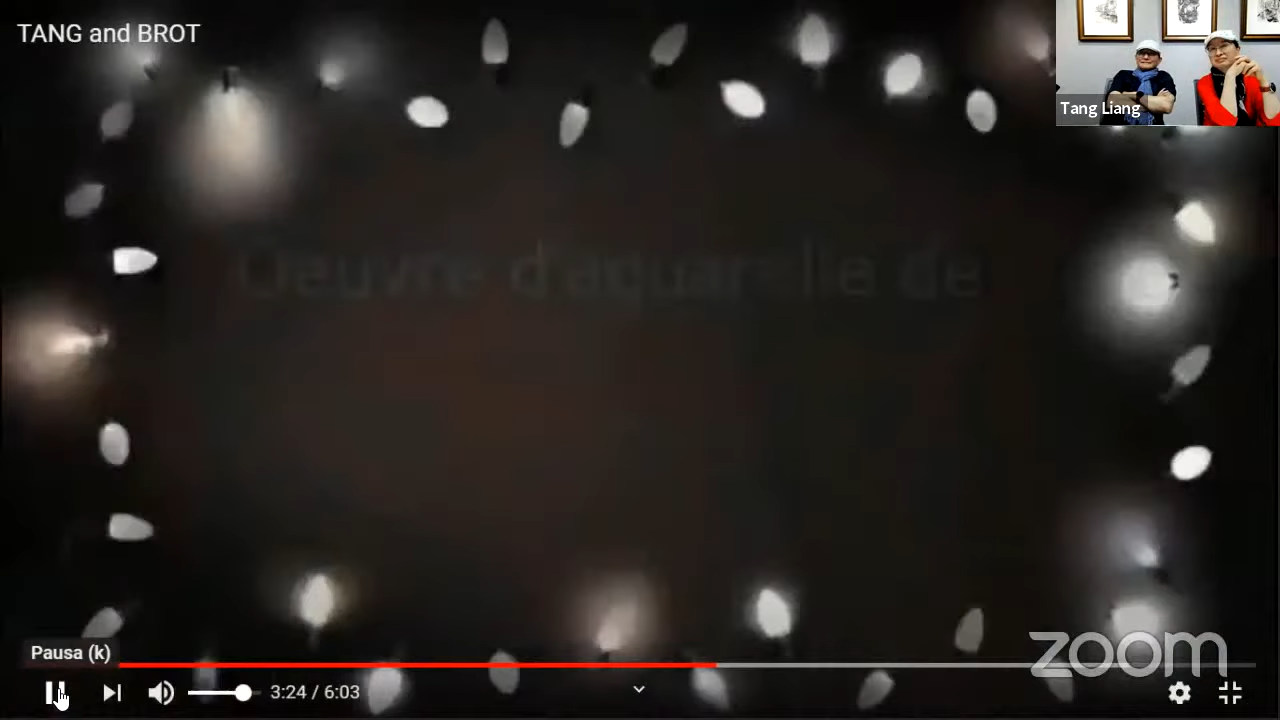 TANG and BROT
Tang Liang
Oeuvre d'aquarelle de
Pausa (k)
zoom
3:24 / 6:03